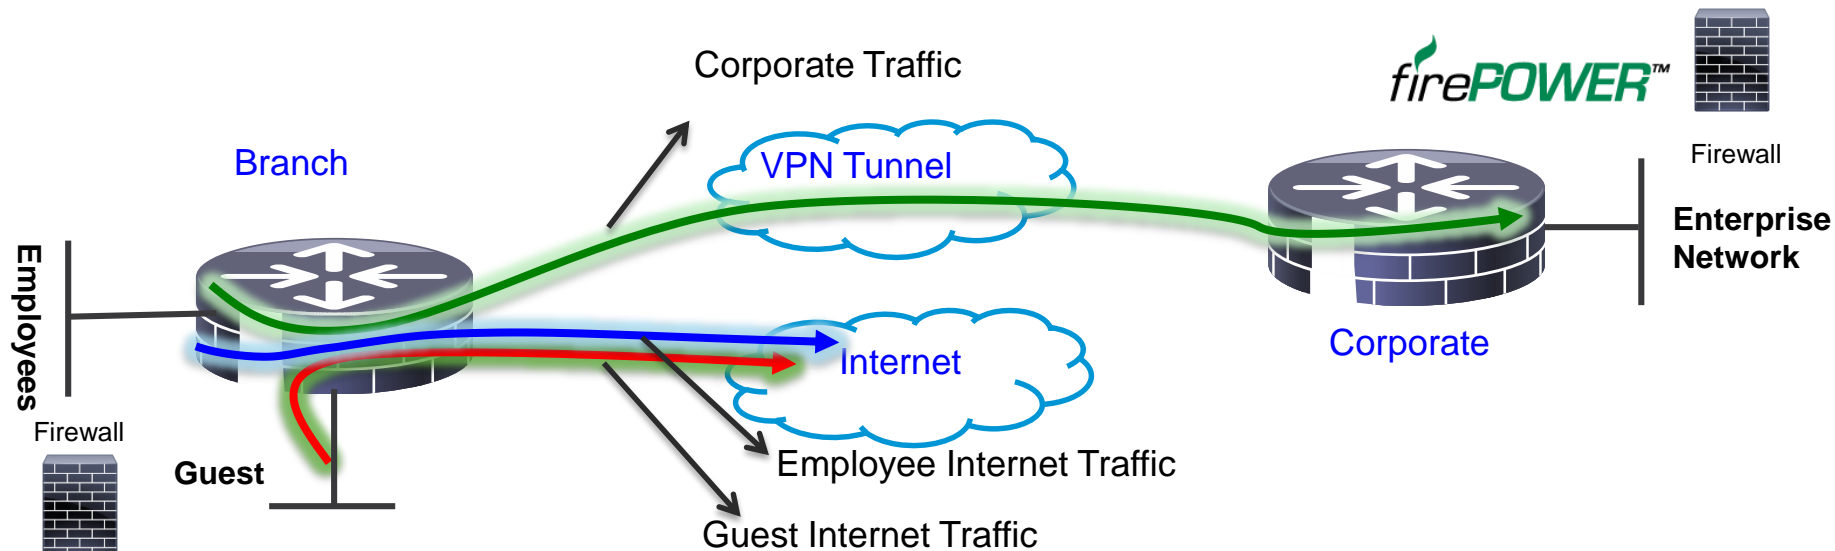 Corporate Traffic
firePOWER™
Branch
VPN Tunnel
Firewall
Employees
Enterprise
Network
Internet
Corporate
Firewall
Guest
Employee Internet Traffic
Guest Internet Traffic